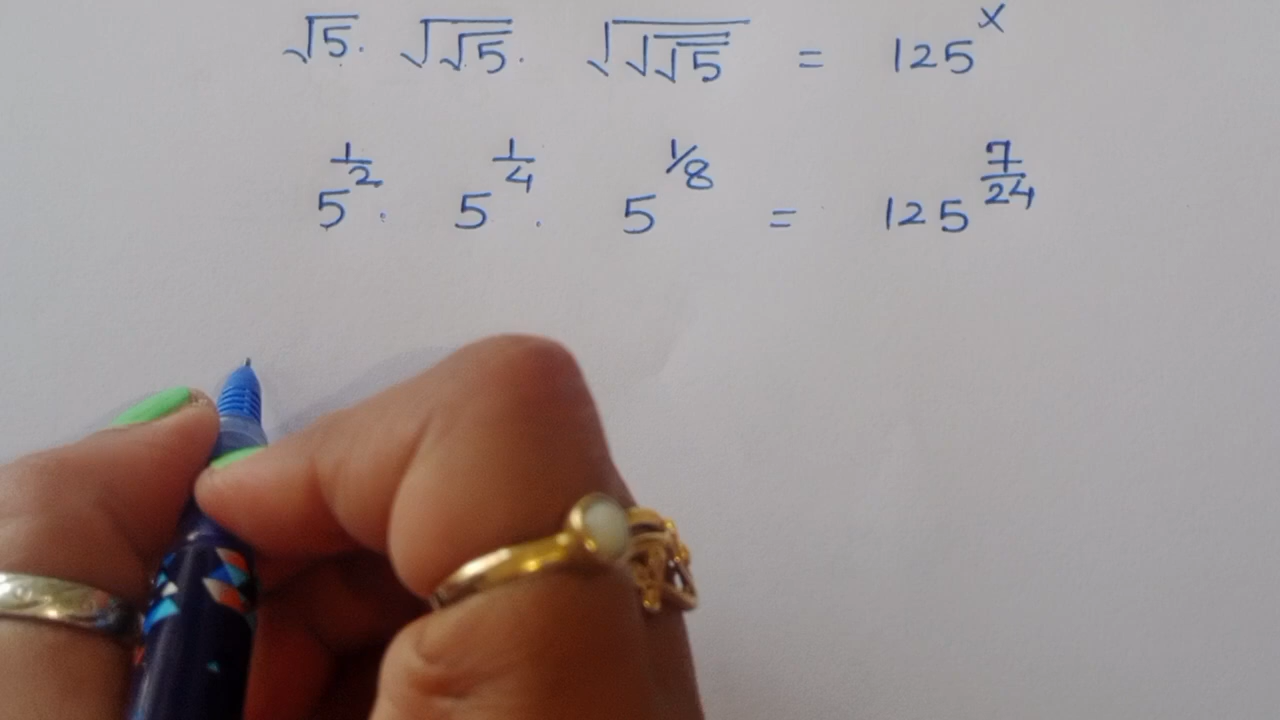 √5. √√5. √√√5 = 125^x
5^(1/2). 5^(1/4). 5^(1/8) = 125^(7/24)